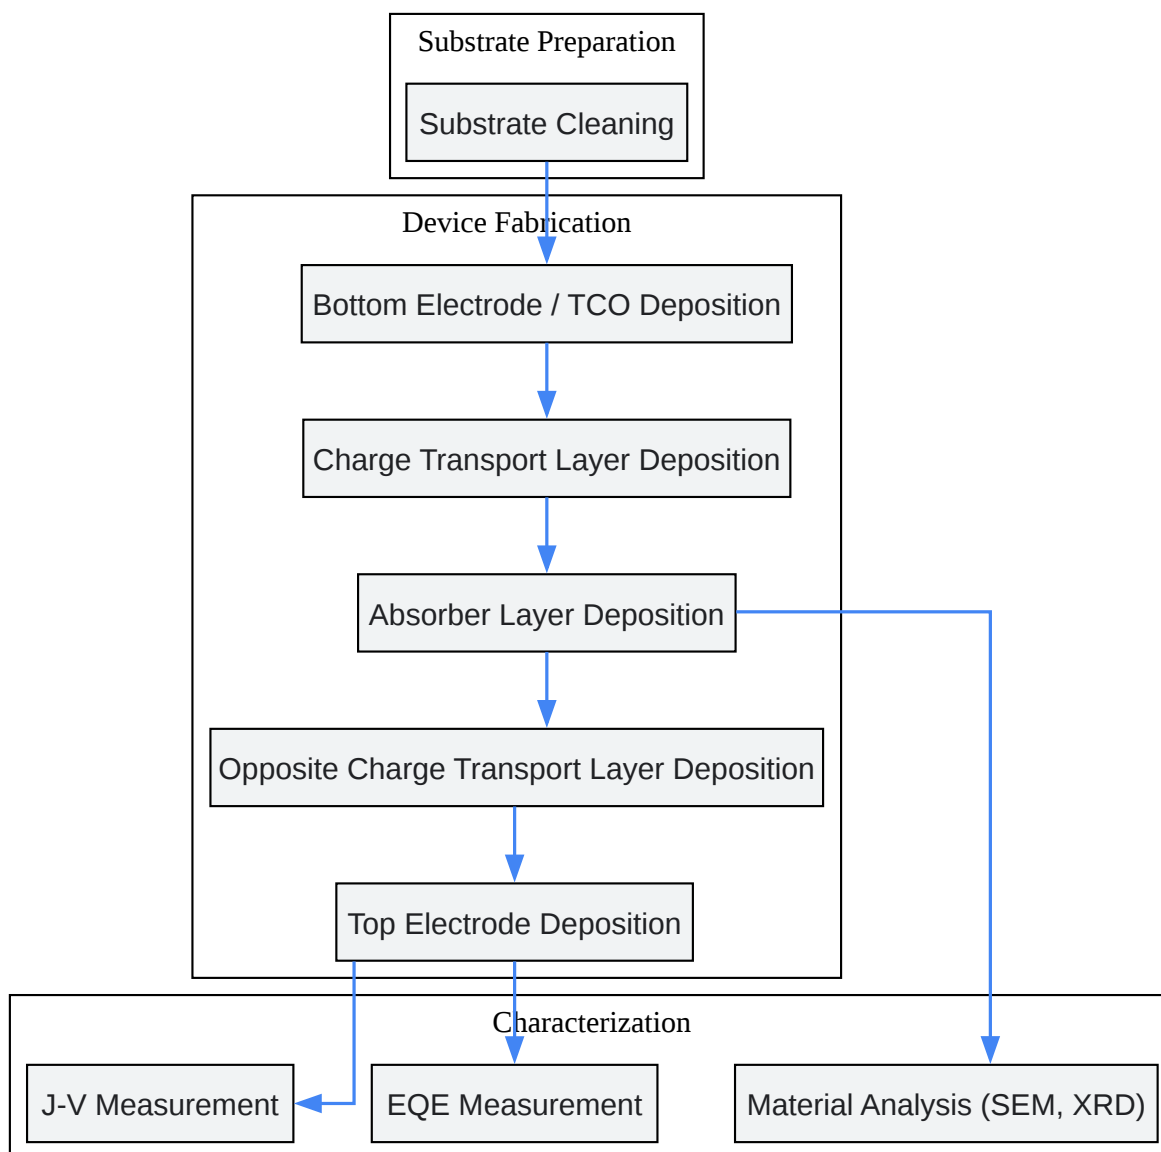 Substrate Preparation
Substrate Cleaning
Device Fabrication
Bottom Electrode / TCO Deposition
Charge Transport Layer Deposition
Absorber Layer Deposition
Opposite Charge Transport Layer Deposition
Top Electrode Deposition
Characterization
J-V Measurement
EQE Measurement
Material Analysis (SEM, XRD)